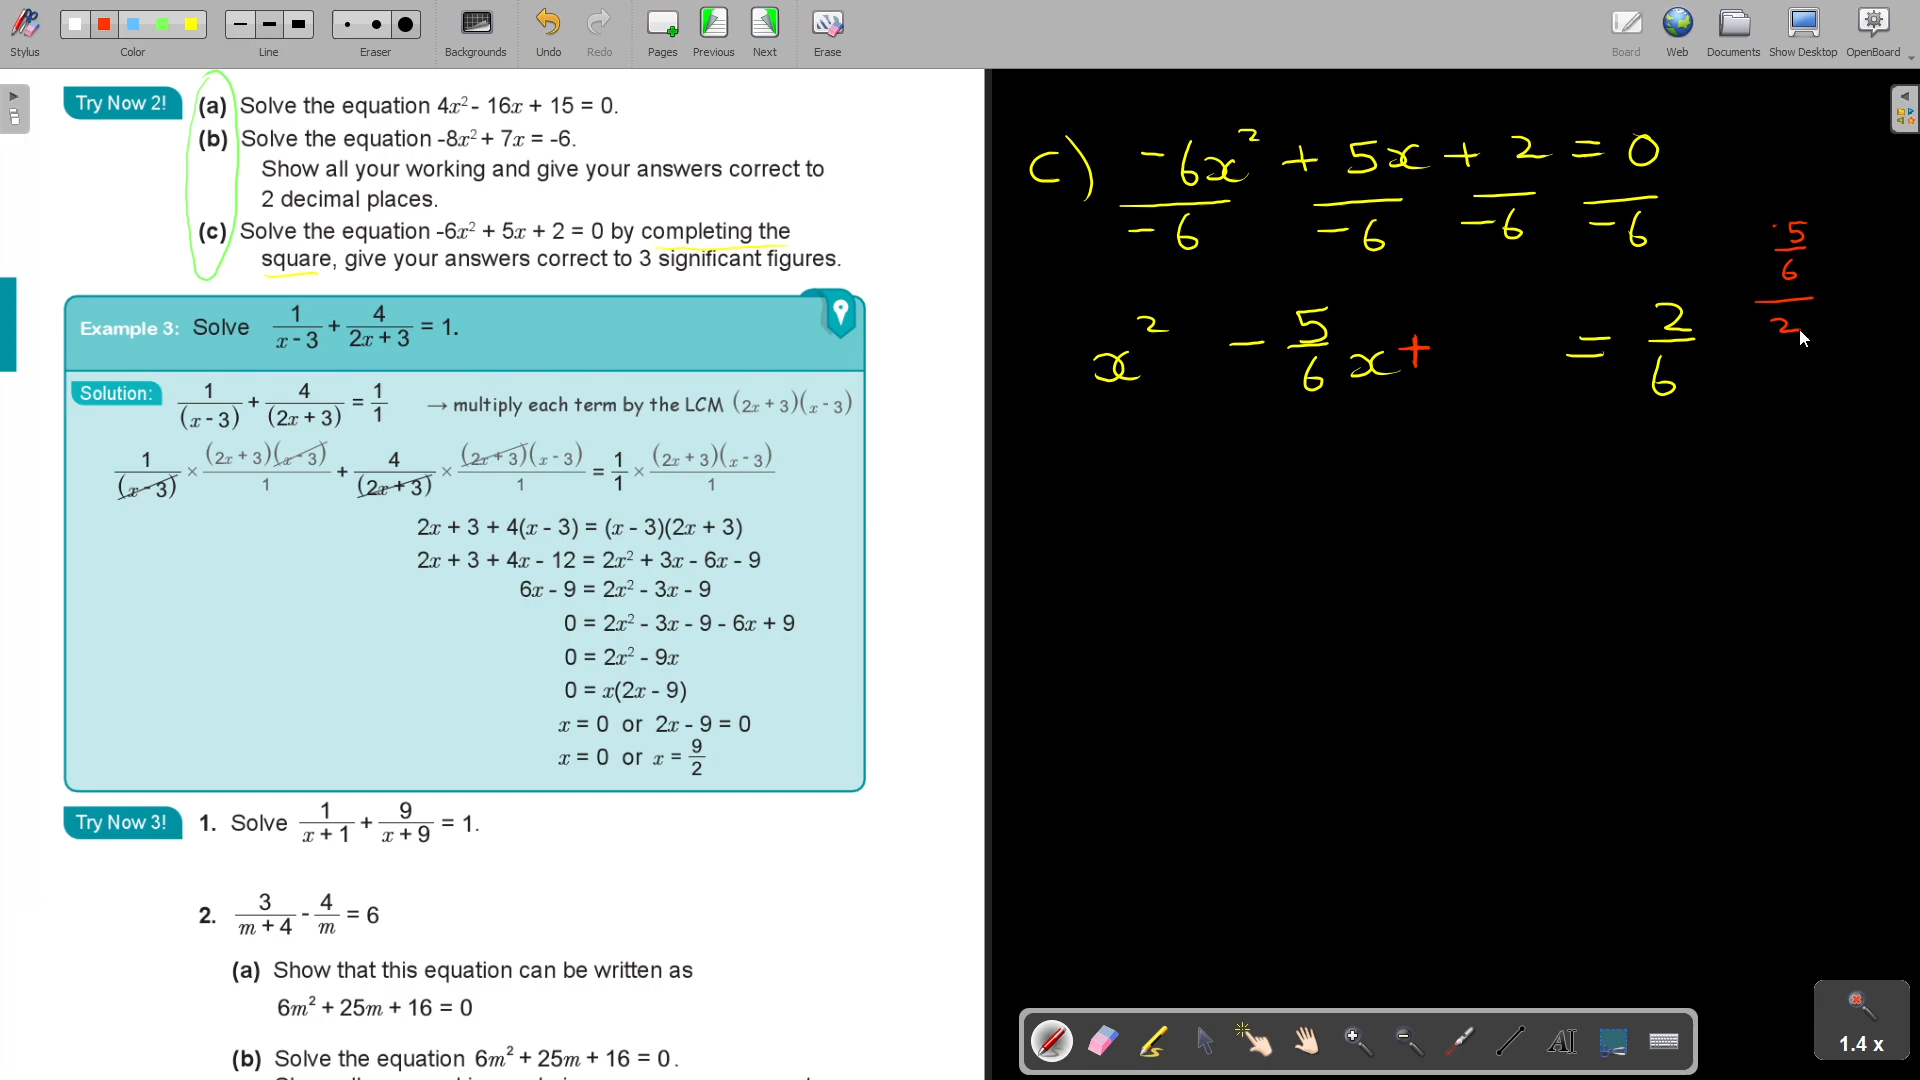 Stylus Color Line Eraser Backgrounds Undo Redo Pages Previous Next Erase Board Web Documents Show Desktop OpenBoard
Try Now 2! (a) Solve the equation 4x² - 16x + 15 = 0.
(b) Solve the equation -8x² + 7x = -6.
Show all your working and give your answers correct to
2 decimal places.
(c) Solve the equation -6x² + 5x + 2 = 0 by completing the
square, give your answers correct to 3 significant figures.
Example 3: Solve 1/(x - 3) + 4/(2x + 3) = 1.
Solution: 1/(x - 3) + 4/(2x + 3) = 1/1 → multiply each term by the LCM (2x + 3)(x - 3)
1/(x - 3) × (2x + 3)(x - 3)/1 + 4/(2x + 3) × (2x + 3)(x - 3)/1 = 1/1 × (2x + 3)(x - 3)/1
2x + 3 + 4(x - 3) = (x - 3)(2x + 3)
2x + 3 + 4x - 12 = 2x² + 3x - 6x - 9
6x - 9 = 2x² - 3x - 9
0 = 2x² - 3x - 9 - 6x + 9
0 = 2x² - 9x
0 = x(2x - 9)
x = 0 or 2x - 9 = 0
x = 0 or x = 9/2
Try Now 3! 1. Solve 1/(x + 1) + 9/(x + 9) = 1.
2. 3/(m + 4) - 4/m = 6
(a) Show that this equation can be written as
6m² + 25m + 16 = 0
(b) Solve the equation 6m² + 25m + 16 = 0.
c) -6x² + 5x + 2 = 0
-6 -6 -6 -6
x² - 5/6 x + = 2/6
5
6
2
AI
1.4 x